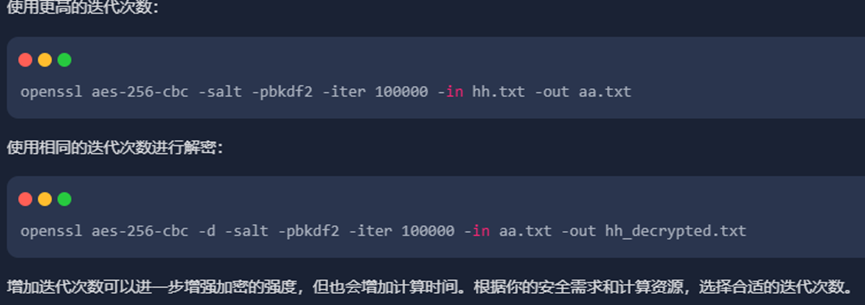 使用更高的迭代次数：
openssl aes-256-cbc -salt -pbkdf2 -iter 100000 -in hh.txt -out aa.txt
使用相同的迭代次数进行解密：
openssl aes-256-cbc -d -salt -pbkdf2 -iter 100000 -in aa.txt -out hh_decrypted.txt
增加迭代次数可以进一步增强加密的强度，但也会增加计算时间。根据你的安全需求和计算资源，选择合适的迭代次数。